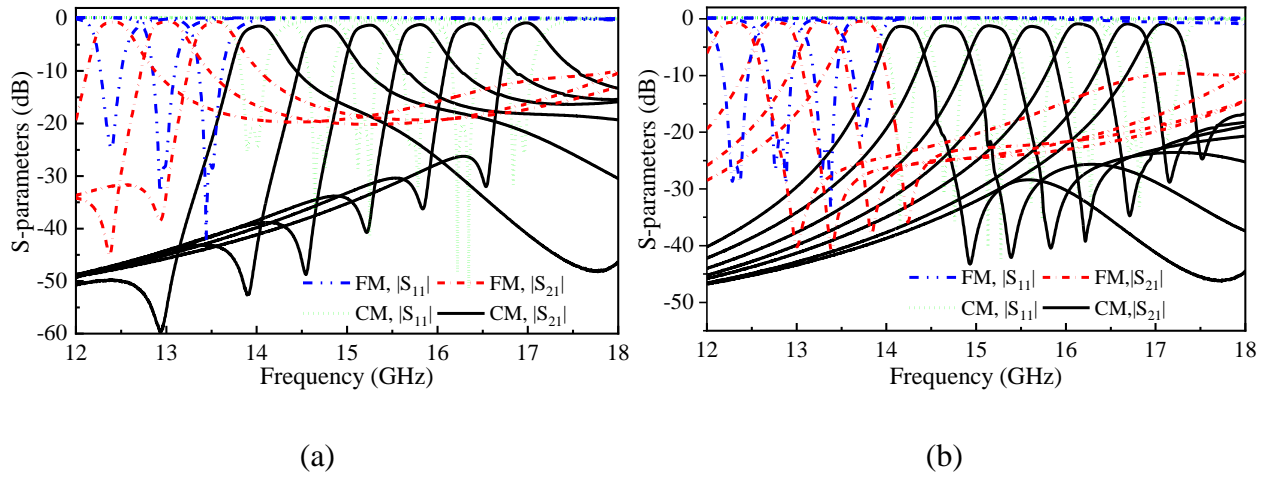 0
-10
-20
-30
-40
-50
-60
S-parameters (dB)
FM, |S11| FM, |S21|
CM, |S11| CM, |S21|
12 13 14 15 16 17 18
Frequency (GHz)
(a)
0
-10
-20
-30
-40
-50
S-parameters (dB)
FM, |S11| FM,|S21|
CM, |S11| CM,|S21|
12 13 14 15 16 17 18
Frequency (GHz)
(b)